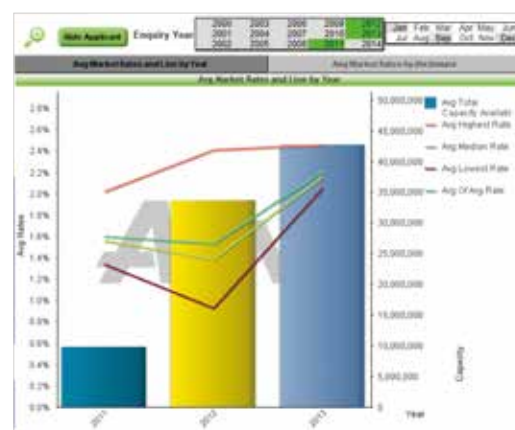 Hide Applicant Enquiry Year 2000 2003 2006 2009 2012 Jan Feb Mar Apr May Jun
2001 2004 2007 2010 2013 Jul Aug Sep Oct Nov Dec
2002 2005 2008 2011 2014
Avg Market Rates and Line by Year
Avg Market Rates and Line by Year
2.8%
2.6%
2.4%
2.2%
2.0%
1.8%
1.6%
1.4%
1.2%
1.0%
0.8%
0.6%
0.4%
0.2%
0.0%
Avg Rates
50,000,000
45,000,000
40,000,000
35,000,000
30,000,000
25,000,000
20,000,000
15,000,000
10,000,000
5,000,000
0
Capacity
Avg Total
Capacity Available
Avg Highest Rate
Avg Median Rate
Avg Lowest Rate
Avg Of Avg Rate
2011
2012
2013
Year